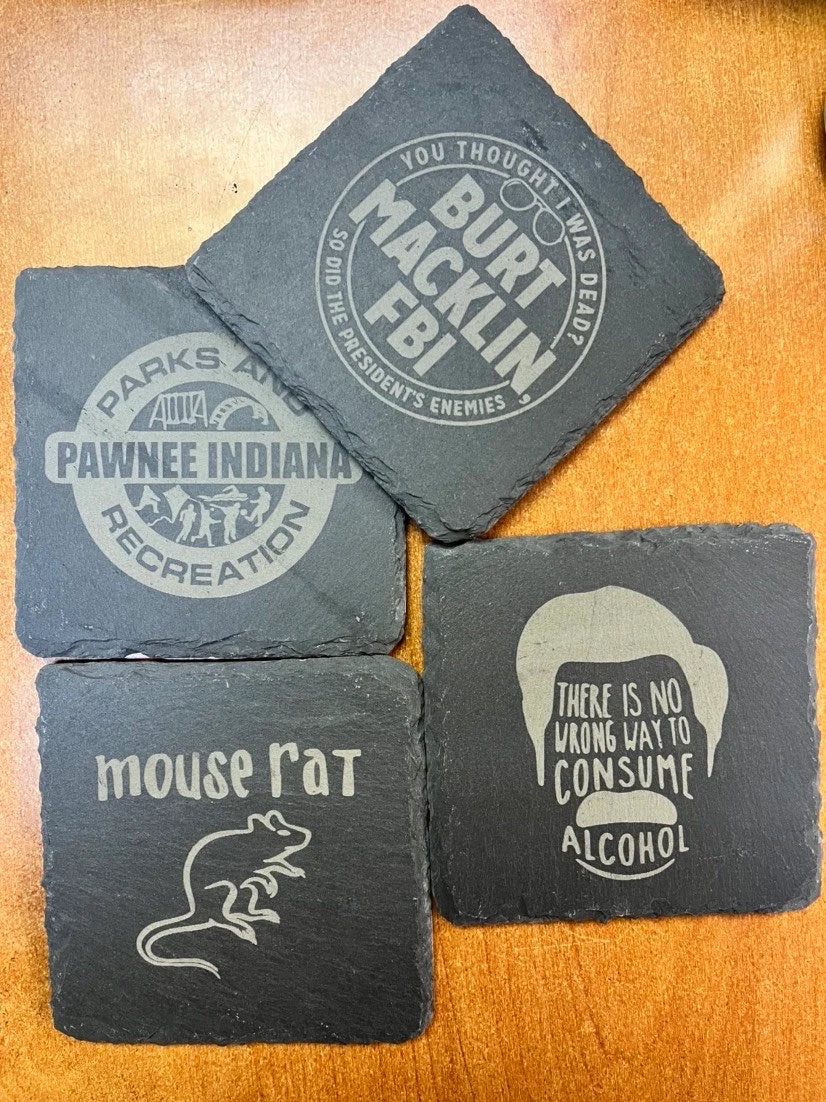 YOU THOUGHT I WAS DEAD?
BURT
MACKLIN,
FBI
SO DID THE PRESIDENT'S ENEMIES
PARKS AND
PAWNEE INDIANA
RECREATION
THERE IS NO
WRONG WAY TO
CONSUME
ALCOHOL
mouse rat